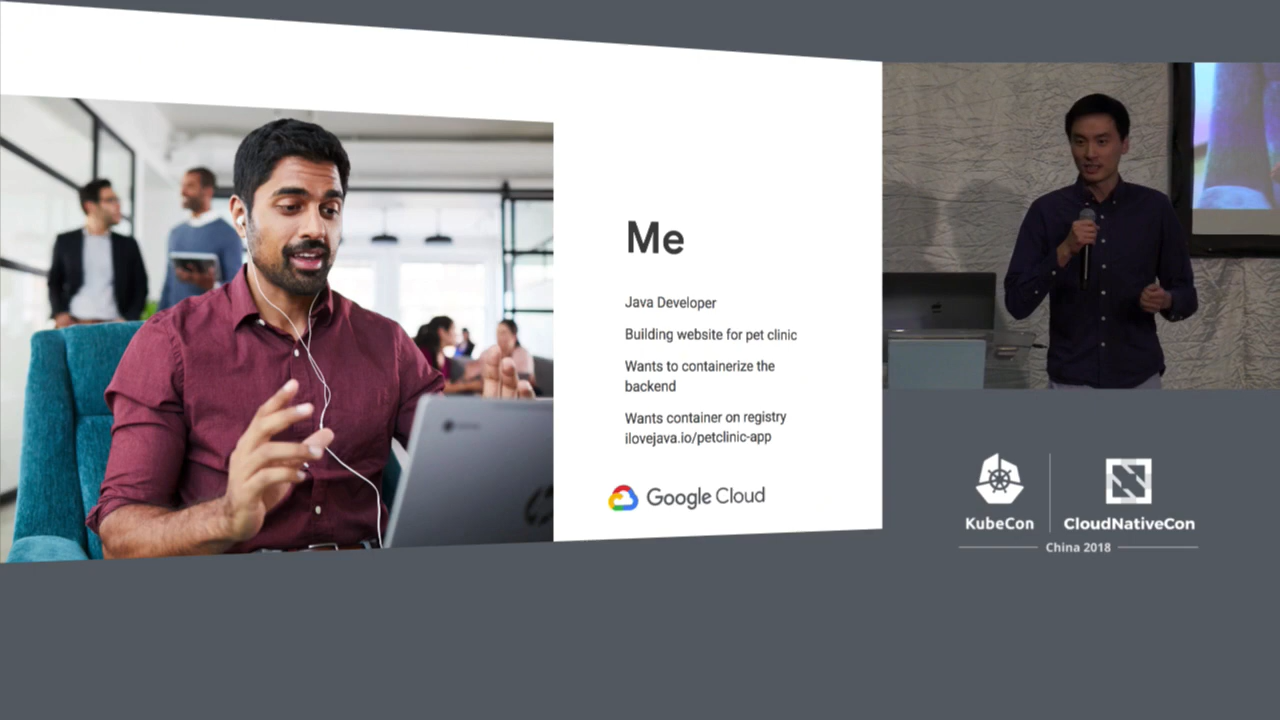 Me
Java Developer
Building website for pet clinic
Wants to containerize the
backend
Wants container on registry
ilovejava.io/petclinic-app
Google Cloud
KubeCon
CloudNativeCon
China 2018